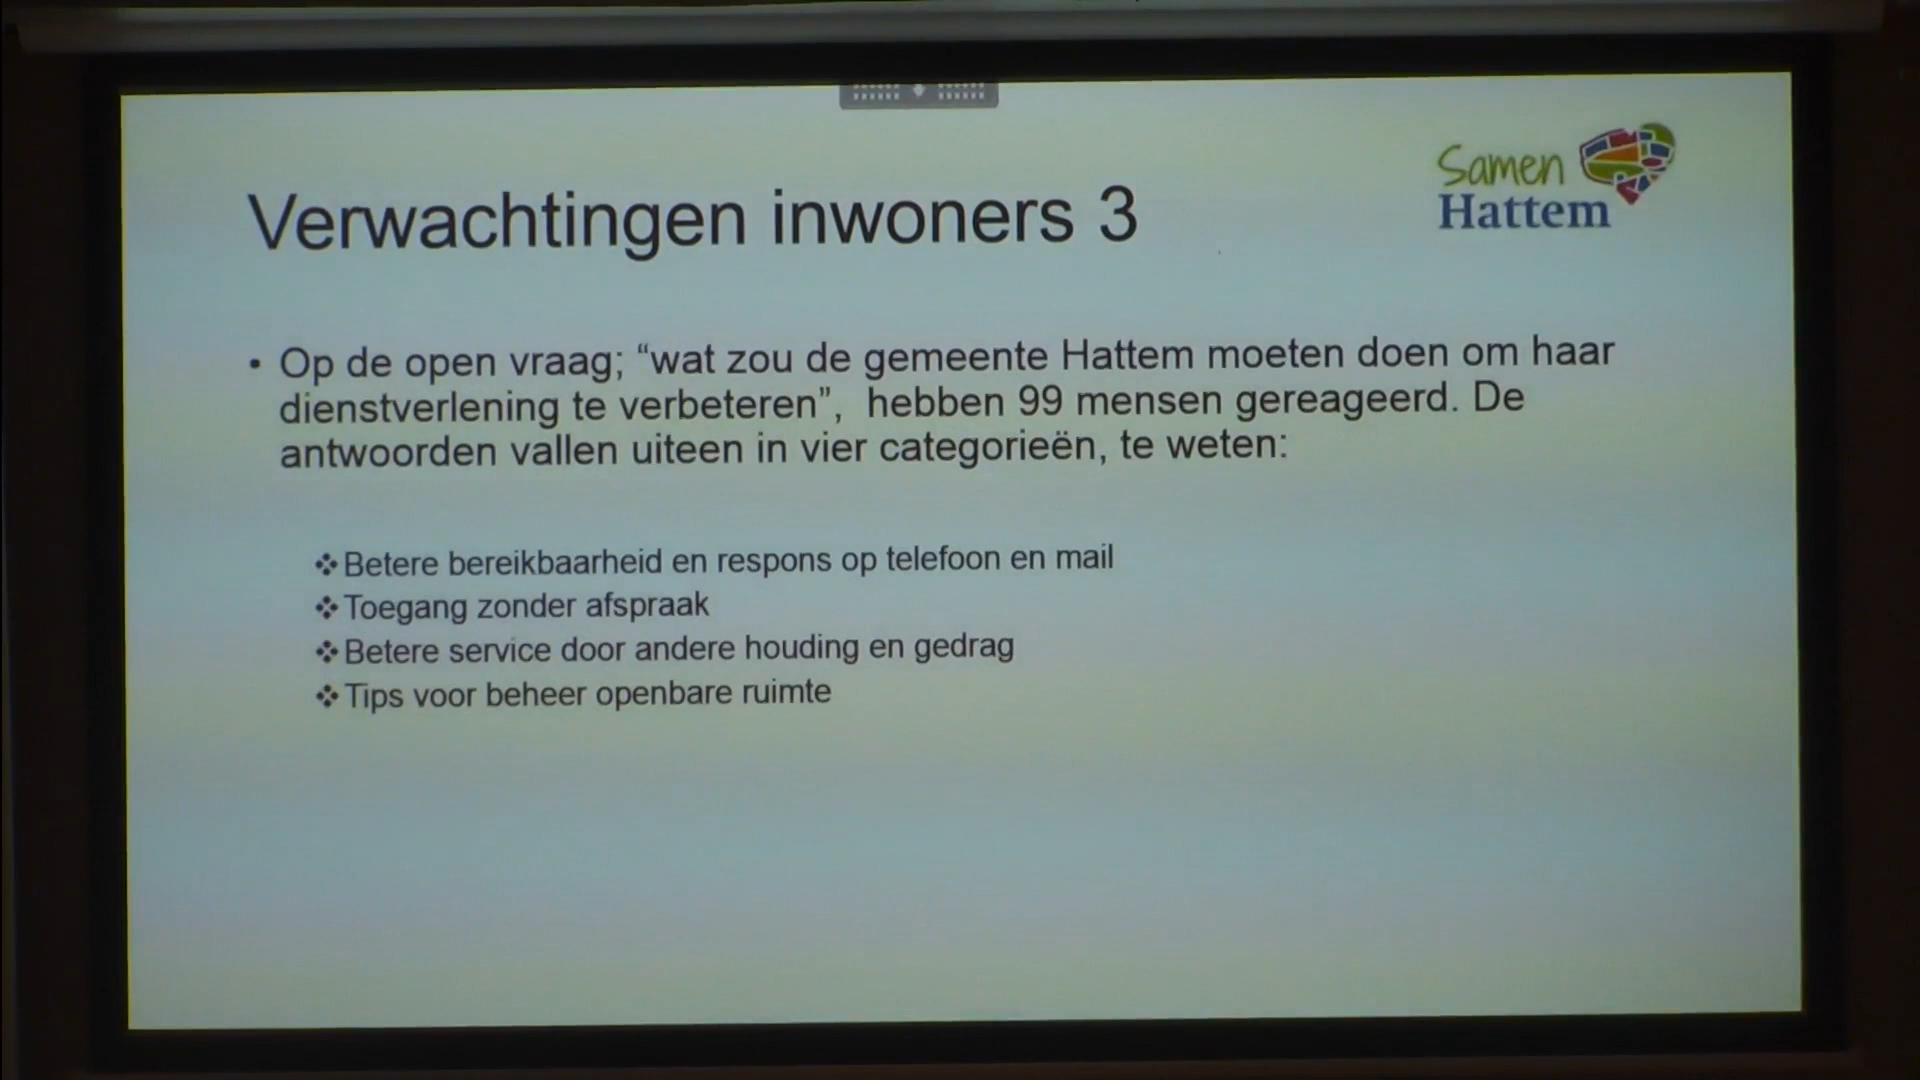 Samen
Hattem
Verwachtingen inwoners 3
• Op de open vraag; “wat zou de gemeente Hattem moeten doen om haar
dienstverlening te verbeteren”, hebben 99 mensen gereageerd. De
antwoorden vallen uiteen in vier categorieën, te weten:
❖ Betere bereikbaarheid en respons op telefoon en mail
❖ Toegang zonder afspraak
❖ Betere service door andere houding en gedrag
❖ Tips voor beheer openbare ruimte